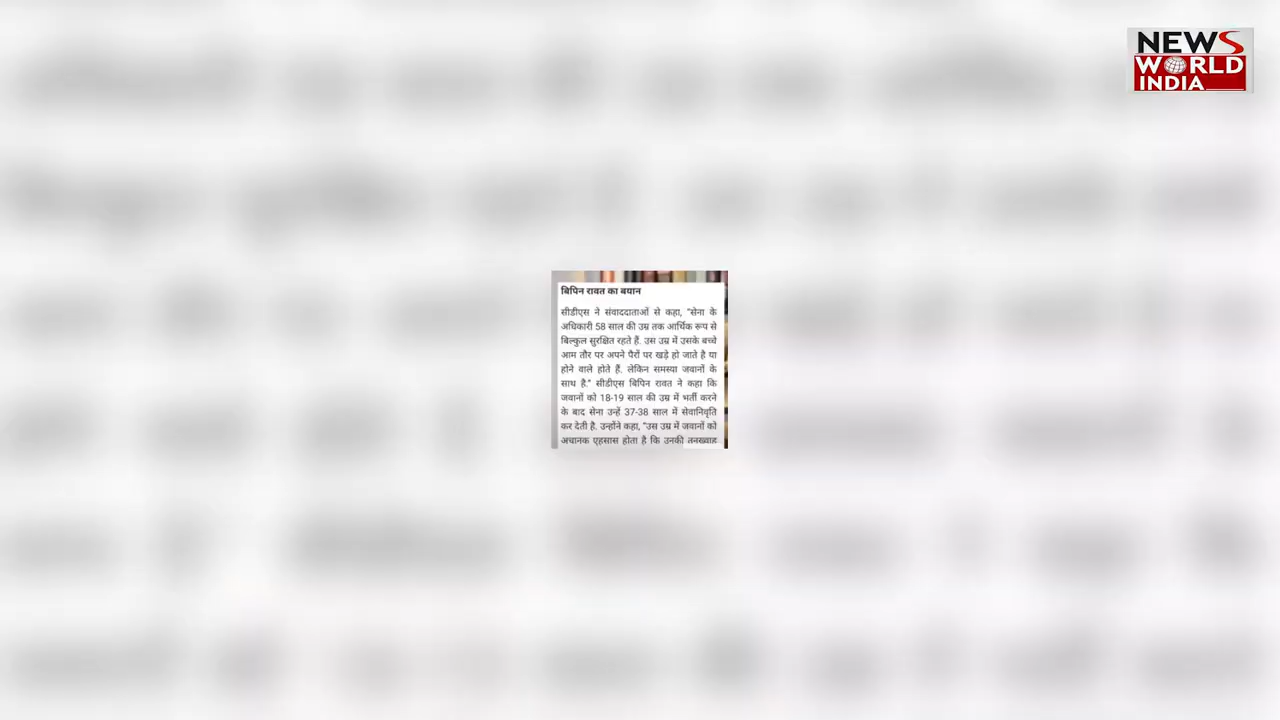 NEWS
WORLD
INDIA
बिपिन रावत का बयान
सीडीएस ने संवाददाताओं से कहा, "सेना के
अधिकारी 58 साल की उम्र तक आर्थिक रूप से
बिल्कुल सुरक्षित रहते हैं. उस उम्र में उसके बच्चे
आम तौर पर अपने पैरों पर खड़े हो जाते है या
होने वाले होते हैं. लेकिन समस्या जवानों के
साथ है." सीडीएस बिपिन रावत ने कहा कि
जवानों को 18-19 साल की उम्र में भर्ती करने
के बाद सेना उन्हें 37-38 साल में सेवानिवृति
कर देती है. उन्होंने कहा, "उस उम्र में जवानों को
अचानक एहसास होता है कि उनकी तनख्वाह